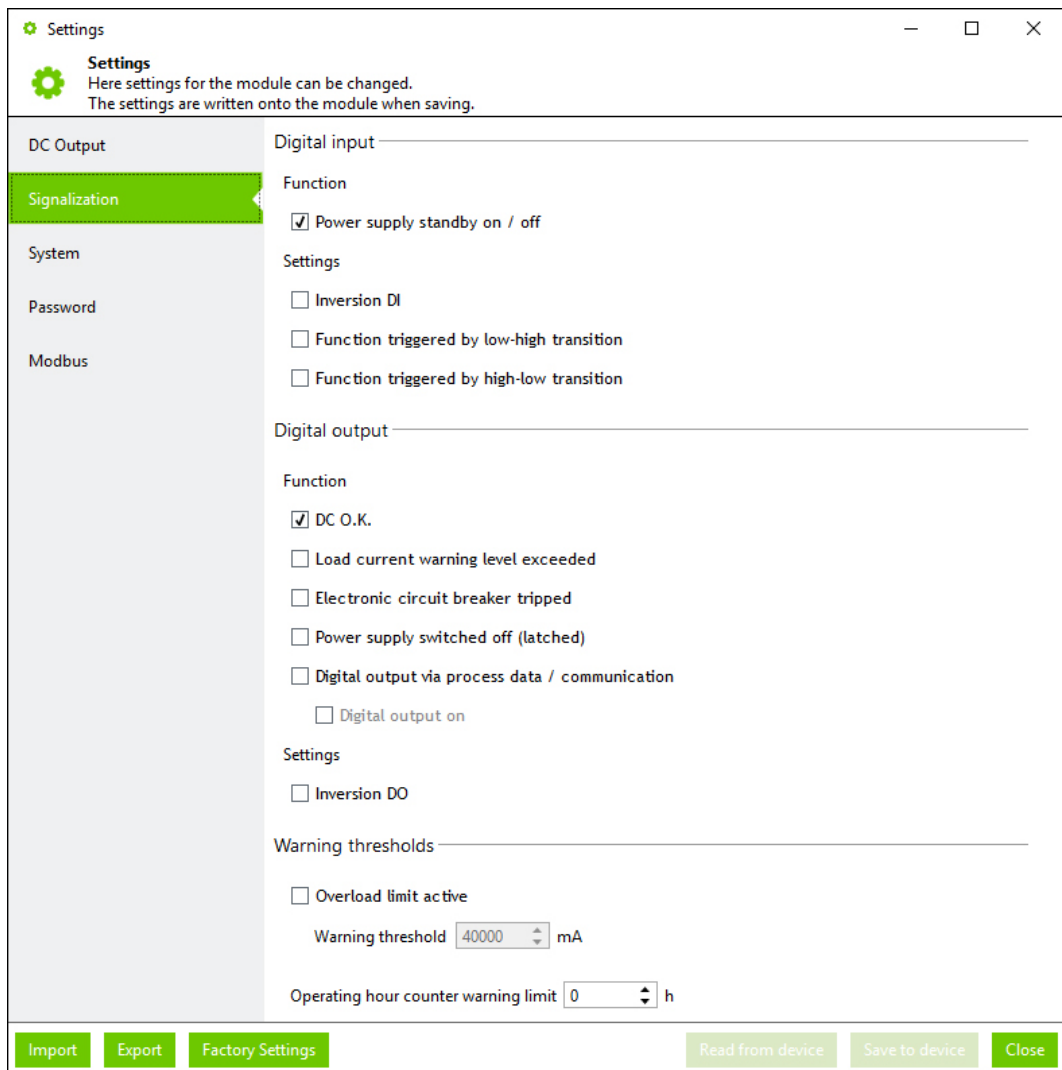 Settings
Settings
Here settings for the module can be changed.
The settings are written onto the module when saving.
DC Output
Signalization
System
Password
Modbus
Digital input
Function
Power supply standby on / off
Settings
Inversion DI
Function triggered by low-high transition
Function triggered by high-low transition
Digital output
Function
DC O.K.
Load current warning level exceeded
Electronic circuit breaker tripped
Power supply switched off (latched)
Digital output via process data / communication
Digital output on
Settings
Inversion DO
Warning thresholds
Overload limit active
Warning threshold 40000 mA
Operating hour counter warning limit 0 h
Import Export Factory Settings Read from device Save to device Close